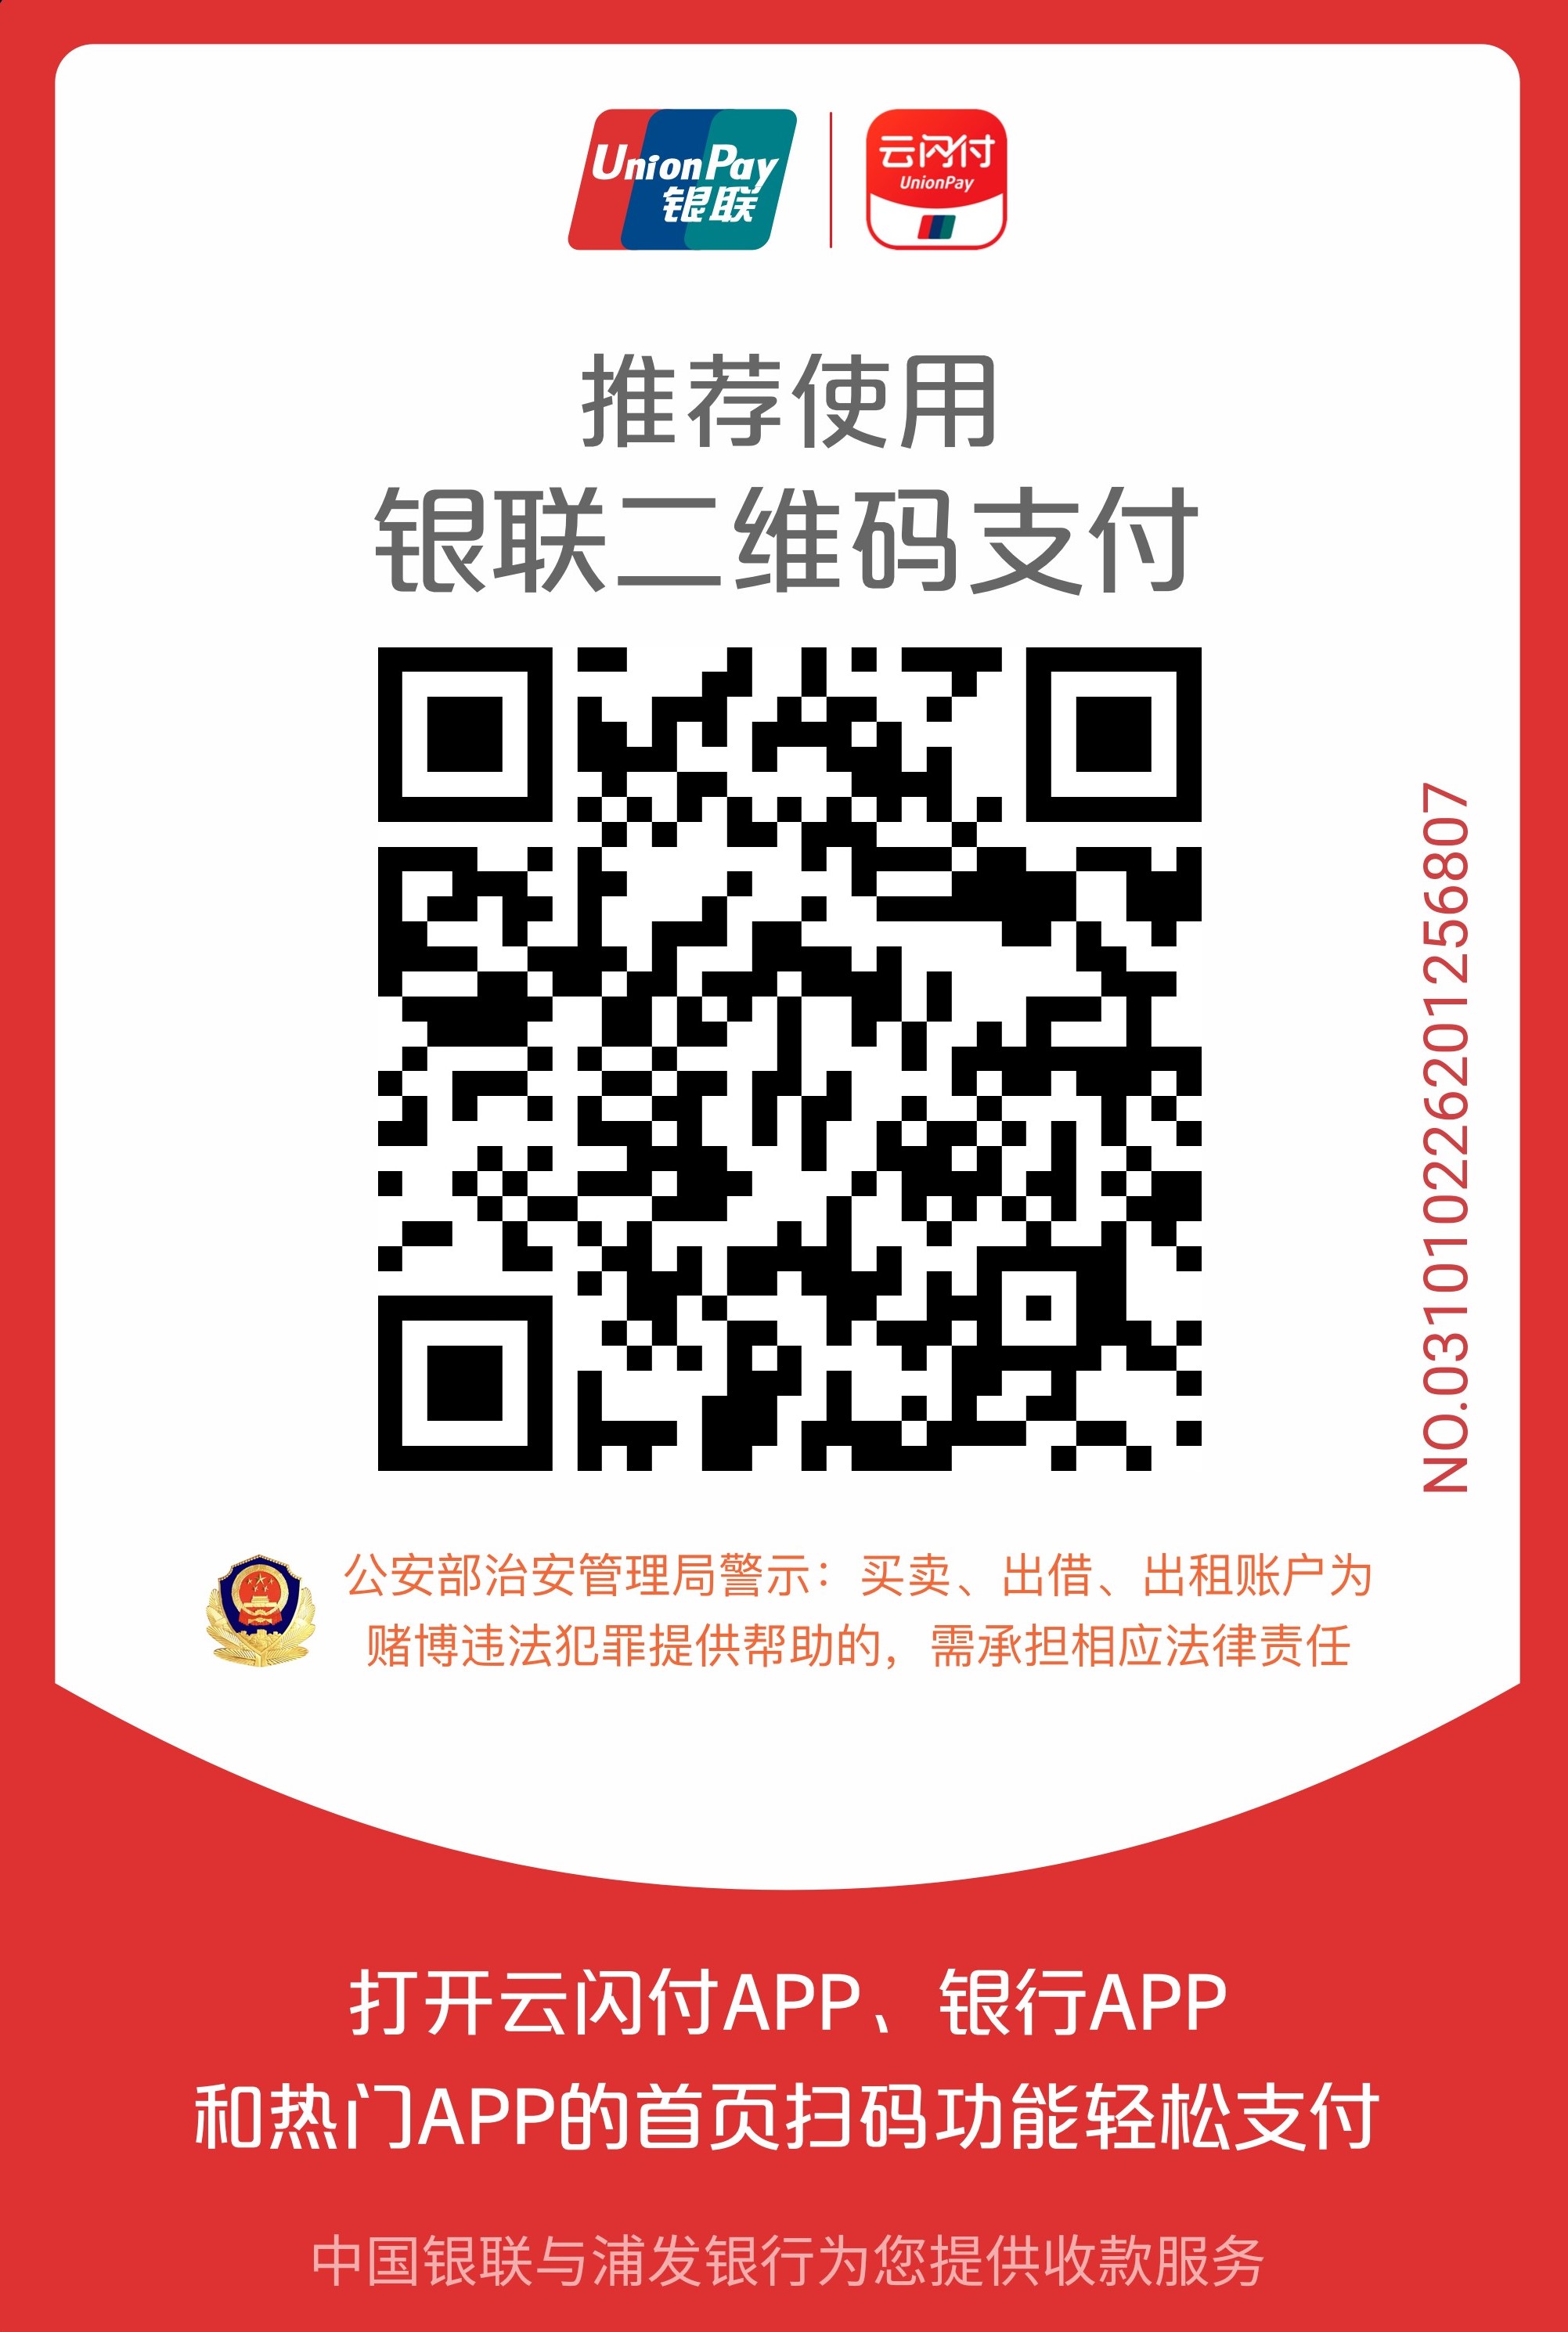 UnionPay
银联
云闪付
UnionPay
推荐使用
银联二维码支付
NO.0310102262012568​07
公安部治安管理局警示：买卖、出借、出租账户为
赌博违法犯罪提供帮助的，需承担相应法律责任
打开云闪付APP、银行APP
和热门APP的首页扫码功能轻松支付
中国银联与浦发银行为您提供收款服务